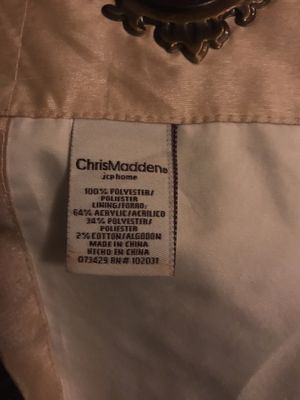 ChrisMadden®
jcp home
100% POLYESTER/
POLIESTER
LINING/FORRO:
64% ACRYLIC/ACRILICO
34% POLYESTER/
POLIESTER
2% COTTON/ALGODON
MADE IN CHINA
HECHO EN CHINA
073429 RN# 102031